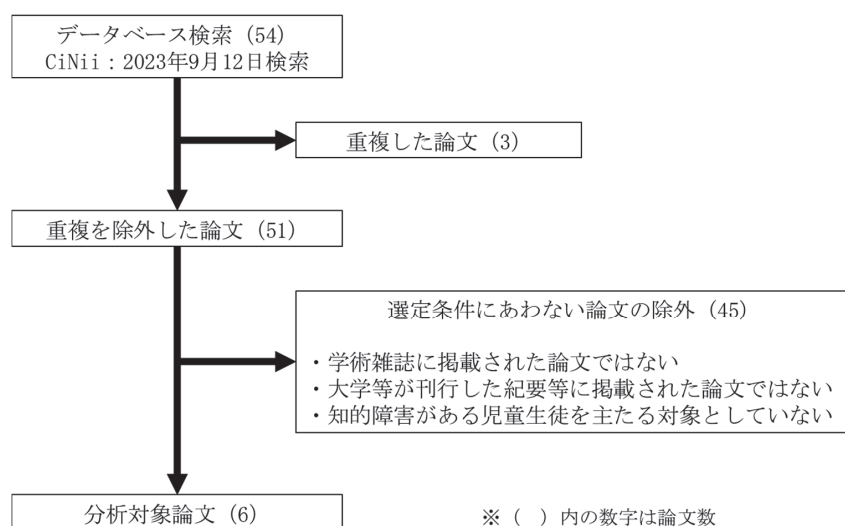 データベース検索（54）
CiNii：2023年9月12日検索
重複した論文（3）
重複を除外した論文（51）
選定条件にあわない論文の除外（45）
・学術雑誌に掲載された論文ではない
・大学等が刊行した紀要等に掲載された論文ではない
・知的障害がある児童生徒を主たる対象としていない
分析対象論文（6）
※（　）内の数字は論文数